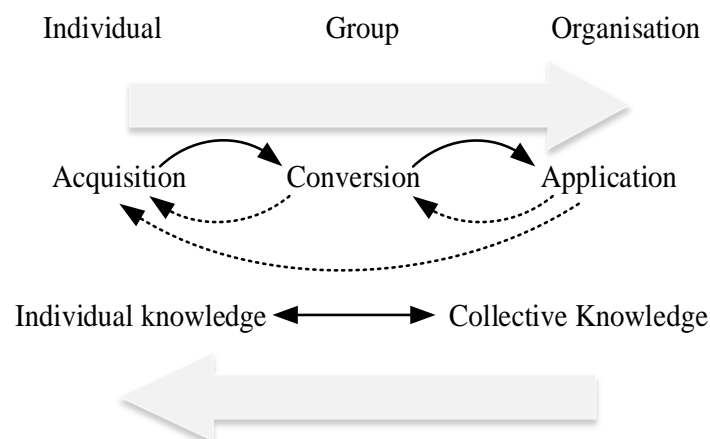 Individual Group Organisation
Acquisition Conversion Application
Individual knowledge Collective Knowledge